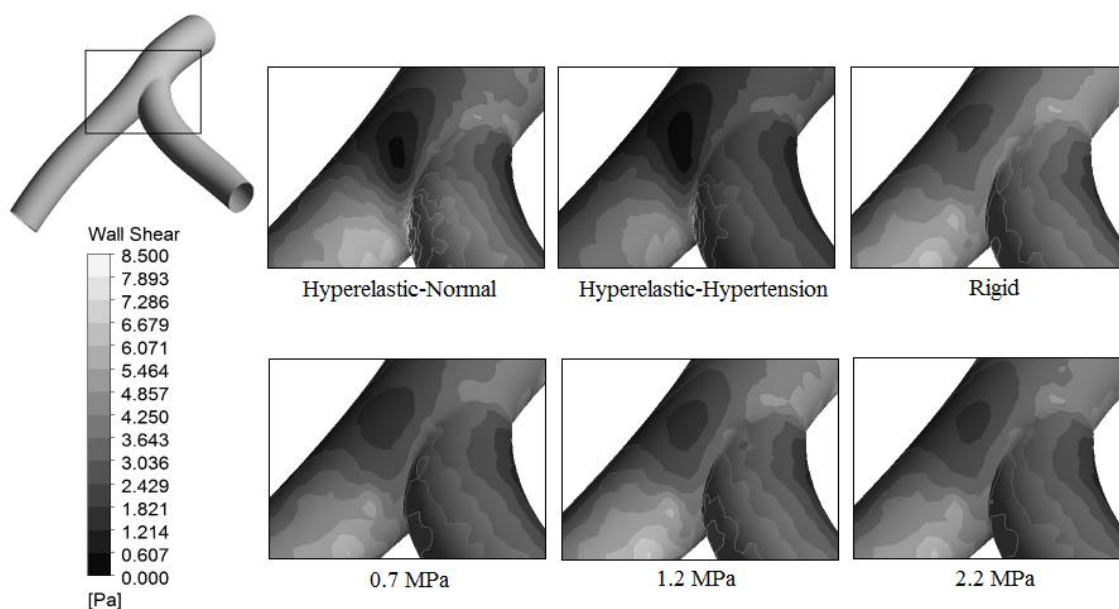 Wall Shear
8.500
7.893
7.286
6.679
6.071
5.464
4.857
4.250
3.643
3.036
2.429
1.821
1.214
0.607
0.000
[Pa]
Hyperelastic-Normal
Hyperelastic-Hypertension
Rigid
0.7 MPa
1.2 MPa
2.2 MPa